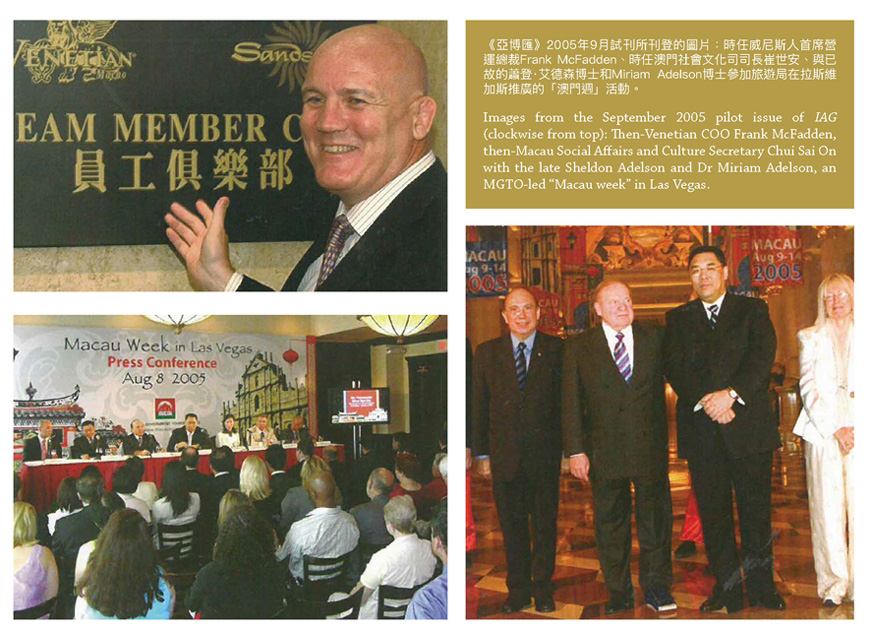 VENETIAN
Macao
Sands
EAM MEMBER C
員工俱樂部
《亞博匯》2005年9月試刊所刊登的圖片：時任威尼斯人首席營
運總裁Frank McFadden、時任澳門社會文化司司長崔世安、與已
故的蕭登·艾德森博士和Miriam Adelson博士參加旅遊局在拉斯維
加斯推廣的「澳門週」活動。
Images from the September 2005 pilot issue of IAG
(clockwise from top): Then-Venetian COO Frank McFadden,
then-Macau Social Affairs and Culture Secretary Chui Sai On
with the late Sheldon Adelson and Dr Miriam Adelson, an
MGTO-led “Macau week” in Las Vegas.
Macau Week in Las Vegas
Press Conference
Aug 8 2005
MACAU
Aug 9-14
2005
MACAU
Aug 9-14
2005